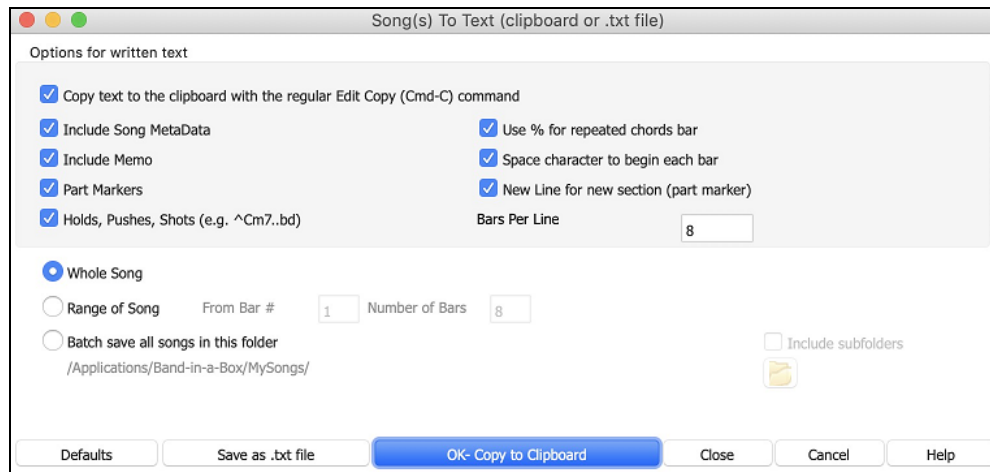 Song(s) To Text (clipboard or .txt file)
Options for written text
Copy text to the clipboard with the regular Edit Copy (Cmd-C) command
Include Song MetaData
Use % for repeated chords bar
Include Memo
Space character to begin each bar
Part Markers
New Line for new section (part marker)
Holds, Pushes, Shots (e.g. ^Cm7..bd)
Bars Per Line
8
Whole Song
Range of Song From Bar # 1 Number of Bars 8
Batch save all songs in this folder
Include subfolders
/Applications/Band-in-a-Box/MySongs/
Defaults Save as .txt file OK- Copy to Clipboard Close Cancel Help